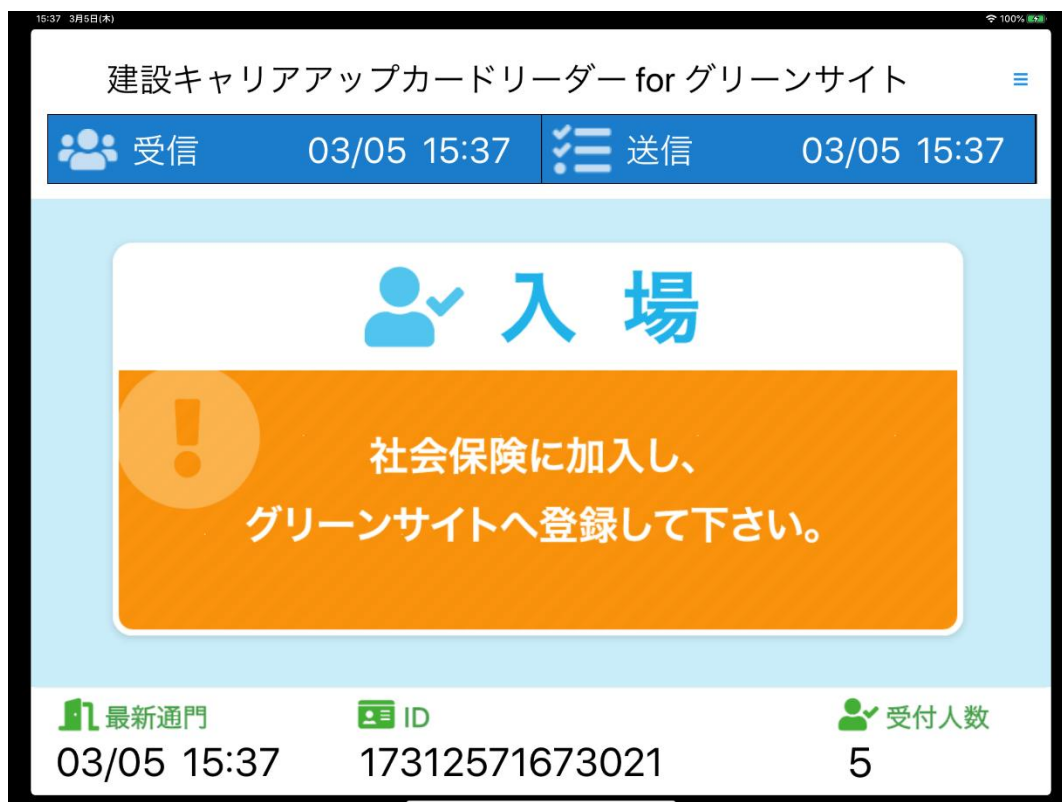 15:37 3月5日(木)
100%
建設キャリアアップカードリーダー for グリーンサイト
受信 03/05 15:37 送信 03/05 15:37
入場
社会保険に加入し、
グリーンサイトへ登録して下さい。
最新通門 ID 受付人数
03/05 15:37 17312571673021 5